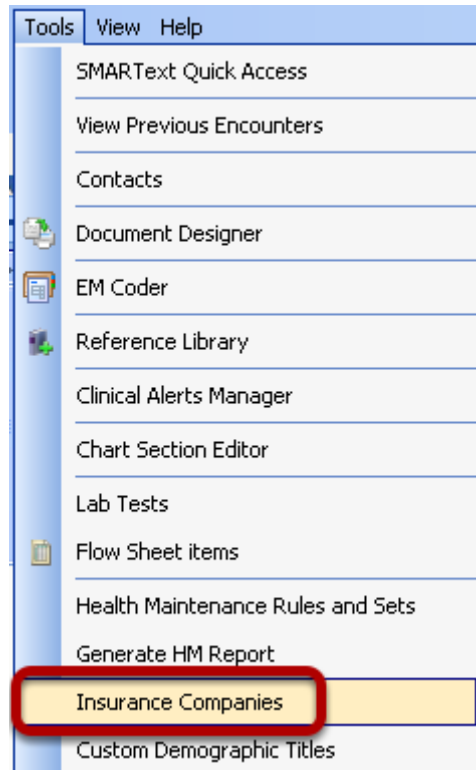 Tools View Help
SMARText Quick Access
View Previous Encounters
Contacts
Document Designer
EM Coder
Reference Library
Clinical Alerts Manager
Chart Section Editor
Lab Tests
Flow Sheet items
Health Maintenance Rules and Sets
Generate HM Report
Insurance Companies
Custom Demographic Titles